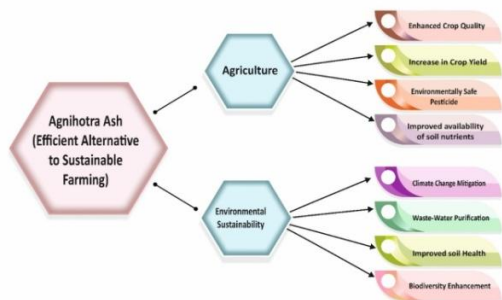 Agnihotra Ash
(Efficient Alternative
to Sustainable
Farming)
Agriculture
Enhanced Crop Quality
Increase in Crop Yield
Environmentally Safe
Pesticide
Improved availability
of soil nutrients
Environmental
Sustainability
Climate Change Mitigation
Waste-Water Purification
Improved soil Health
Biodiversity Enhancement